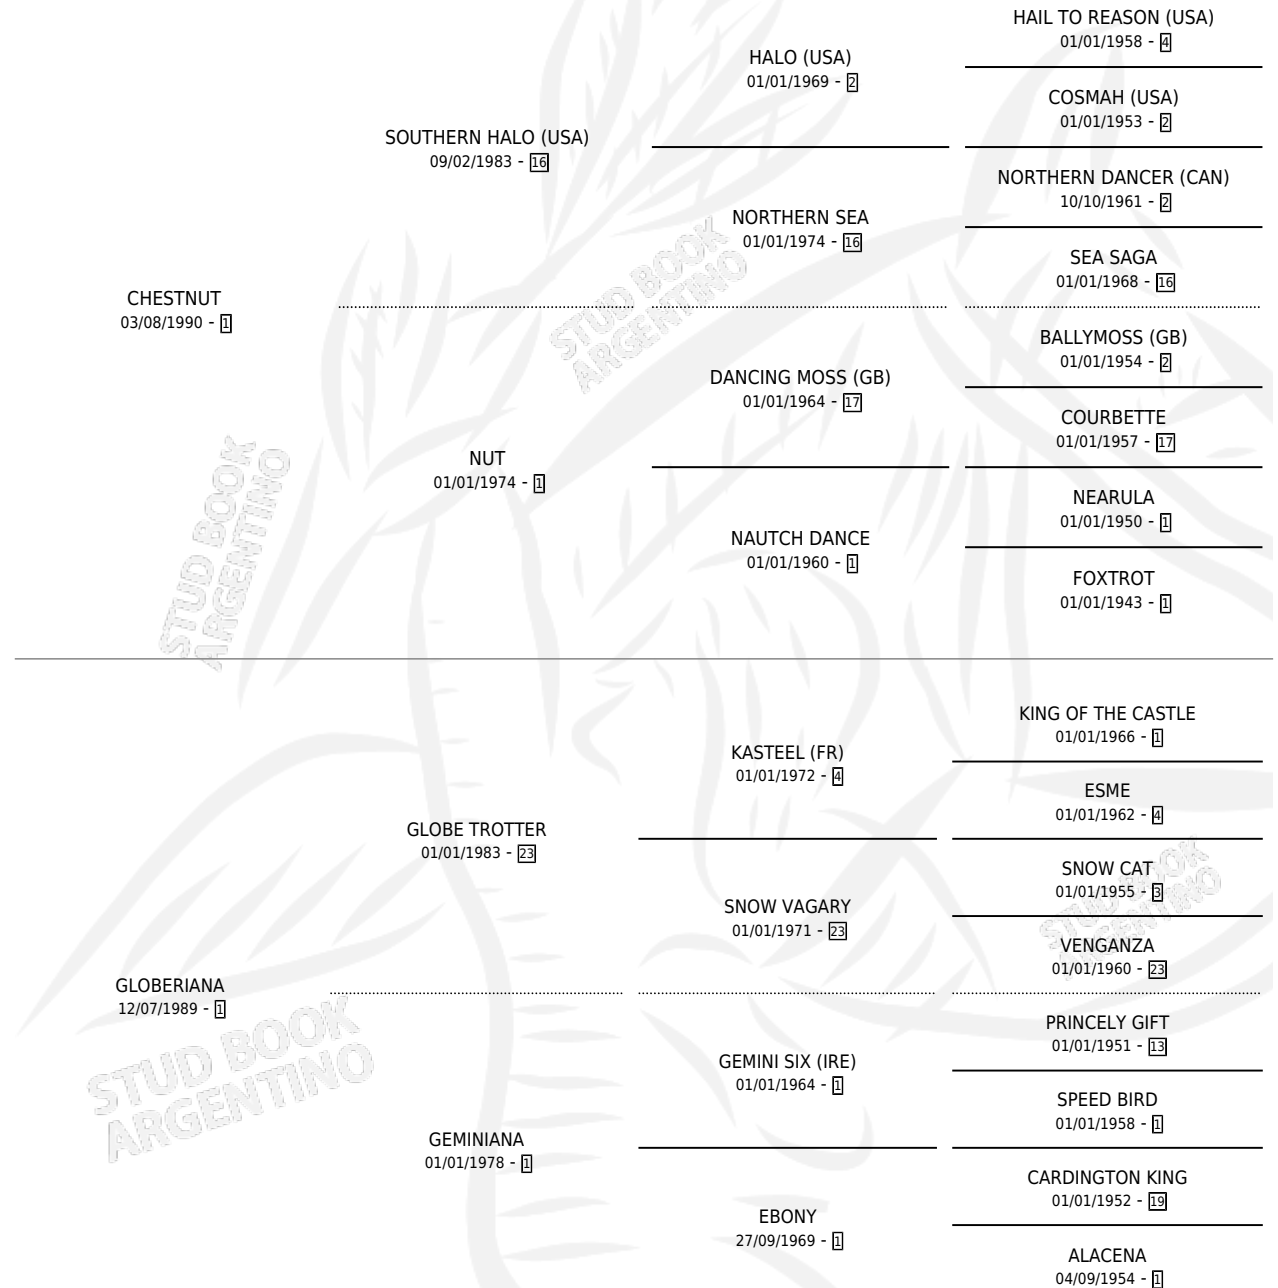 HAIL TO REASON (USA)
01/01/1958 - 4
HALO (USA)
01/01/1969 - 2
COSMAH (USA)
01/01/1953 - 2
SOUTHERN HALO (USA)
09/02/1983 - 16
NORTHERN DANCER (CAN)
10/10/1961 - 2
NORTHERN SEA
01/01/1974 - 16
SEA SAGA
01/01/1968 - 16
CHESTNUT
03/08/1990 - 1
STUD BOOK
ARGENTINO
BALLYMOSS (GB)
01/01/1954 - 2
DANCING MOSS (GB)
01/01/1964 - 17
COURBETTE
01/01/1957 - 17
NUT
01/01/1974 - 1
NEARULA
01/01/1950 - 1
NAUTCH DANCE
01/01/1960 - 1
FOXTROT
01/01/1943 - 1
STUD BOOK
ARGENTINO
KING OF THE CASTLE
01/01/1966 - 1
KASTEEL (FR)
01/01/1972 - 4
ESME
01/01/1962 - 4
GLOBE TROTTER
01/01/1983 - 23
SNOW CAT
01/01/1955 - 3
STUD BOOK
ARGENTINO
SNOW VAGARY
01/01/1971 - 23
VENGANZA
01/01/1960 - 23
GLOBERIANA
12/07/1989 - 1
STUD BOOK
ARGENTINO
PRINCELY GIFT
01/01/1951 - 13
GEMINI SIX (IRE)
01/01/1964 - 1
SPEED BIRD
01/01/1958 - 1
GEMINIANA
01/01/1978 - 1
CARDINGTON KING
01/01/1952 - 19
EBONY
27/09/1969 - 1
ALACENA
04/09/1954 - 1